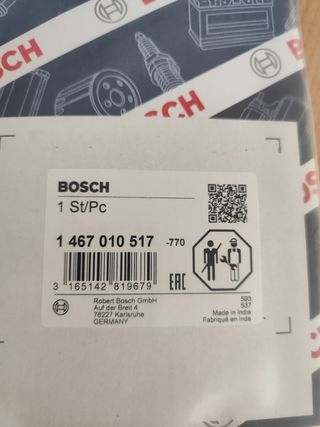 BOSCH
BOSCH
BOSCH
1 St/Pc
1 467 010 517 -770
3 165142 819679
EAC
Robert Bosch GmbH
Auf der Breit 4
76227 Karlsruhe
GERMANY
593
537
Made in India
Fabriqué en Inde